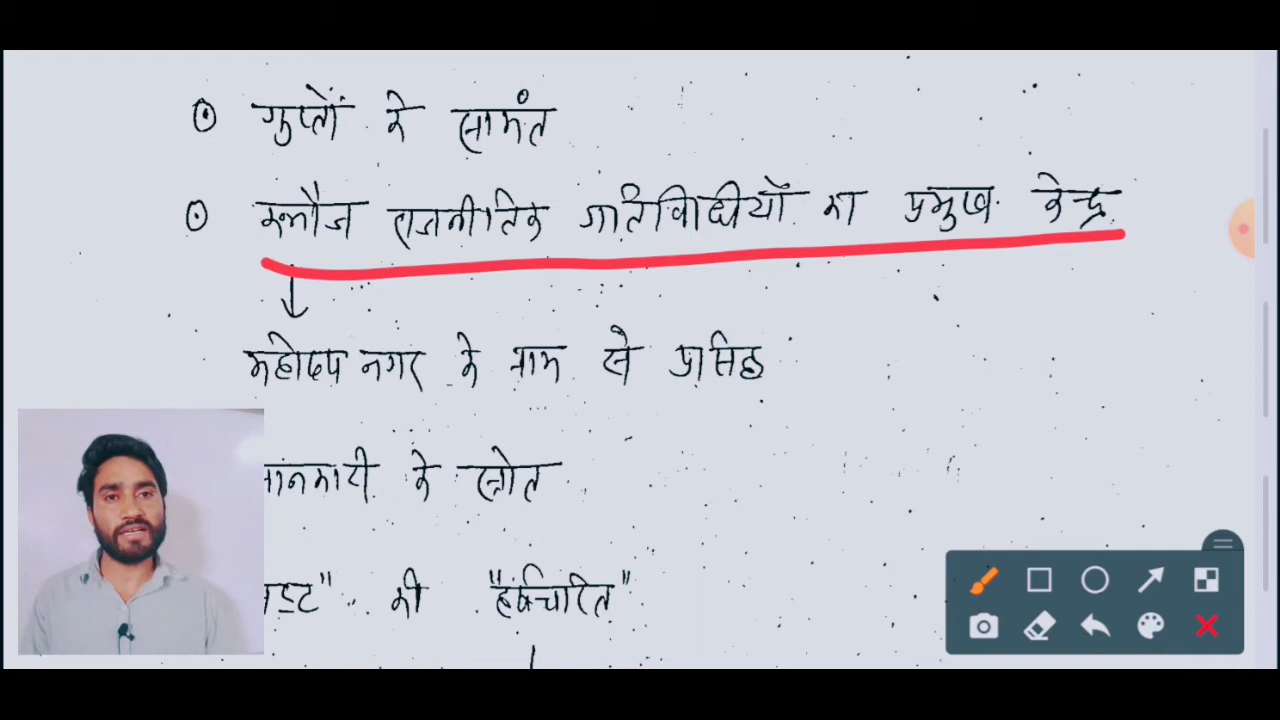 गुप्तों के सामंत
कन्नौज राजनीतिक गतिविधीयों का प्रमुख केन्द्र
महोदय नगर के नाम से प्रसिद्ध
जानकारी के स्त्रोत
" की "हर्षचरित"